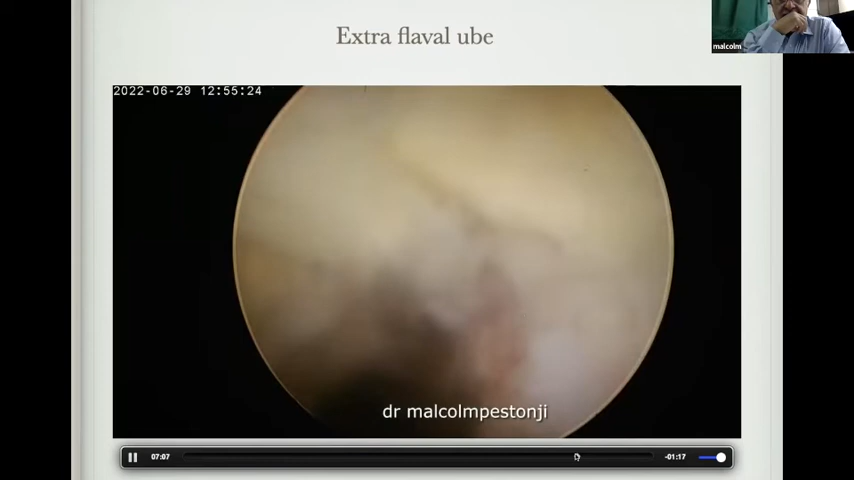 Extra flaval ube
malcolm
2022-06-29 12:55:24
dr malcolmpestonji
07:07
-01:17